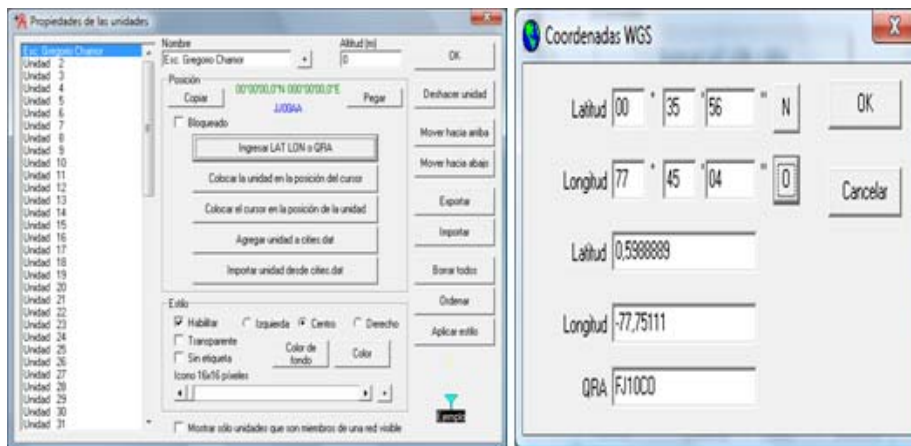 Propiedades de las unidades
Exc. Gregorio Chamor
Unidad 2
Unidad 3
Unidad 4
Unidad 5
Unidad 6
Unidad 7
Unidad 8
Unidad 9
Unidad 10
Unidad 11
Unidad 12
Unidad 13
Unidad 14
Unidad 15
Unidad 16
Unidad 17
Unidad 18
Unidad 19
Unidad 20
Unidad 21
Unidad 22
Unidad 23
Unidad 24
Unidad 25
Unidad 26
Unidad 27
Unidad 28
Unidad 29
Unidad 30
Unidad 31
Nombre
Altitud (m)
Exc. Gregorio Chamor
0
Posición
Copiar
00°00'00,0"N 000°00'00,0"E
JJ00AA
Pegar
Bloqueado
Ingresar LAT LON o QRA
Colocar la unidad en la posición del cursor
Colocar el cursor en la posición de la unidad
Agregar unidad a cities.dat
Importar unidad desde cities.dat
Estilo
Habilitar
Izquierda
Centro
Derecho
Transparente
Sin etiqueta
Color de fondo
Color
Icono 16x16 píxeles
Mostrar sólo unidades que son miembros de una red visible
OK
Deshacer unidad
Mover hacia arriba
Mover hacia abajo
Exportar
Importar
Borrar todos
Ordenar
Aplicar estilo
Ejemplo
Coordenadas WGS
Latitud 00 ° 35 ' 56 " N
OK
Longitud 77 ° 45 ' 04 " O
Cancelar
Latitud 0,5988889
Longitud -77,75111
QRA FJ10CO